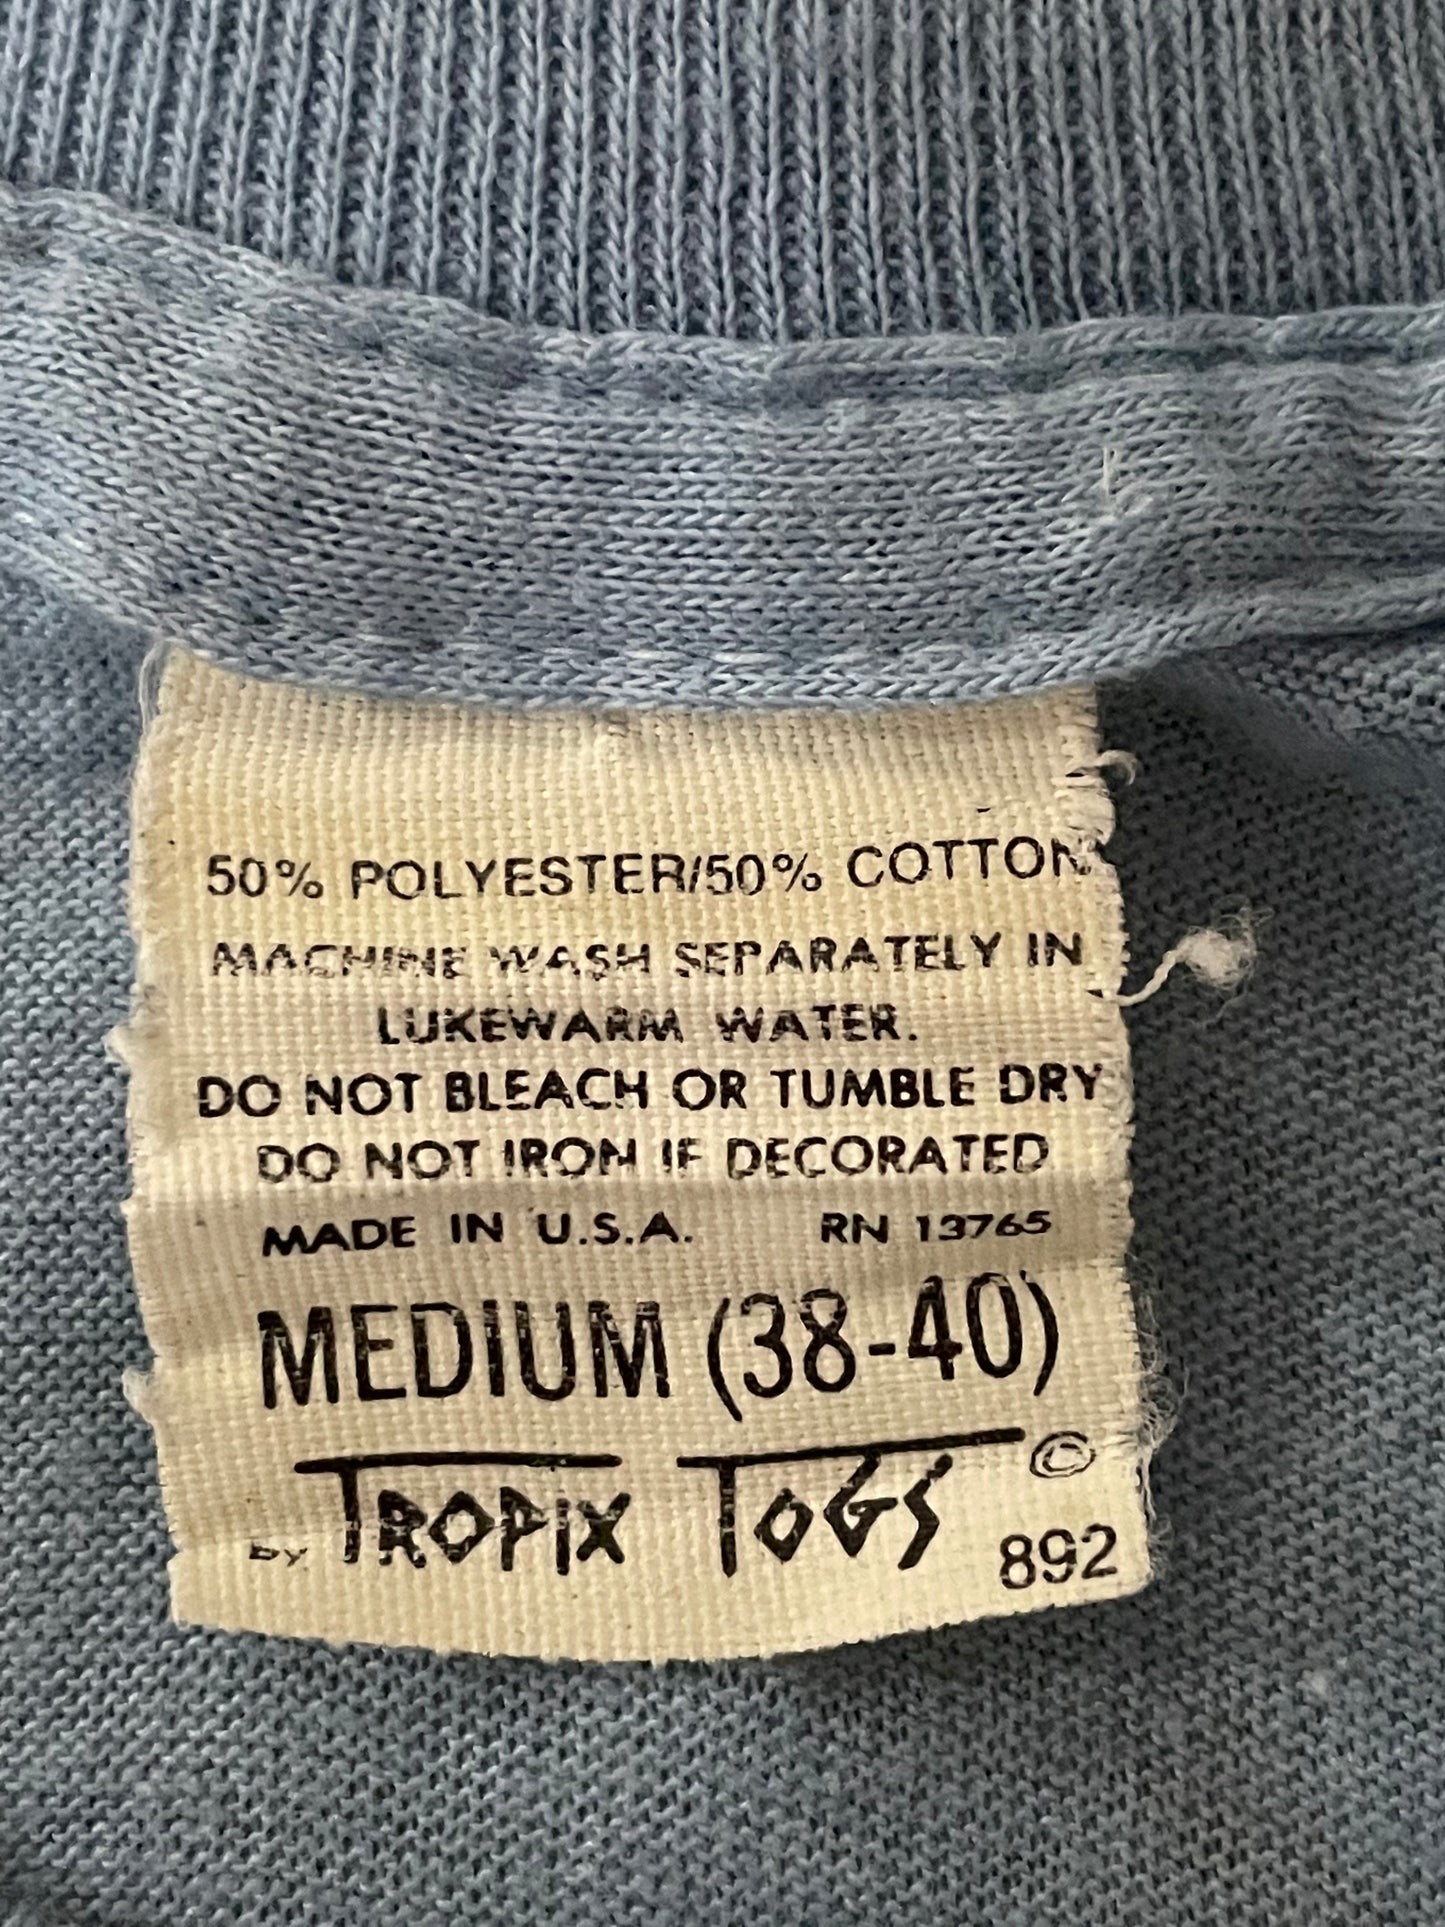 50% POLYESTER/50% COTTON
MACHINE WASH SEPARATELY IN
LUKEWARM WATER.
DO NOT BLEACH OR TUMBLE DRY
DO NOT IRON IF DECORATED
MADE IN U.S.A. RN 13765
MEDIUM (38-40)
BY TROPIX TOGS ©
892